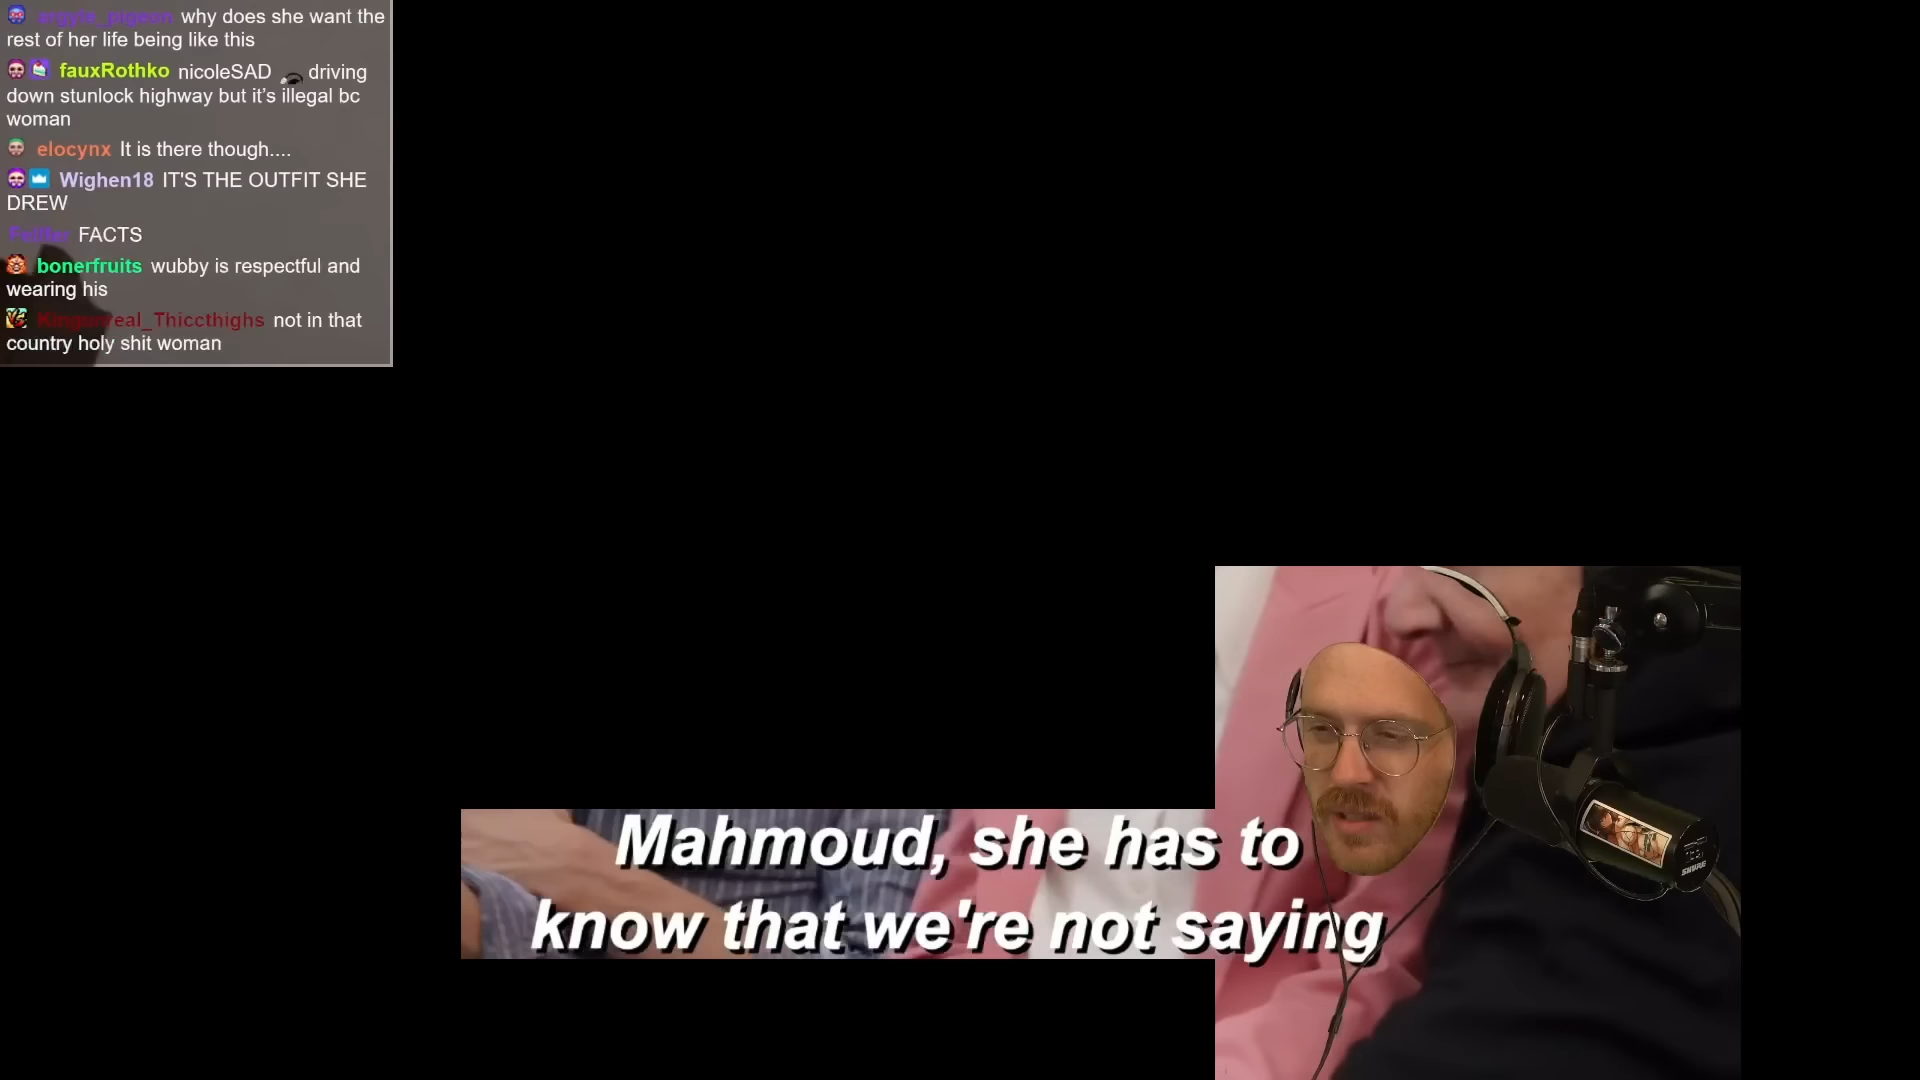 argyle_pigeon why does she want the
rest of her life being like this
fauxRothko nicoleSAD driving
down stunlock highway but it's illegal bc
woman
elocynx It is there though....
Wighen18 IT'S THE OUTFIT SHE
DREW
FACTS
bonerfruits wubby is respectful and
wearing his
not in that
country holy shit woman
Mahmoud, she has to
know that we're not saying
SHURE